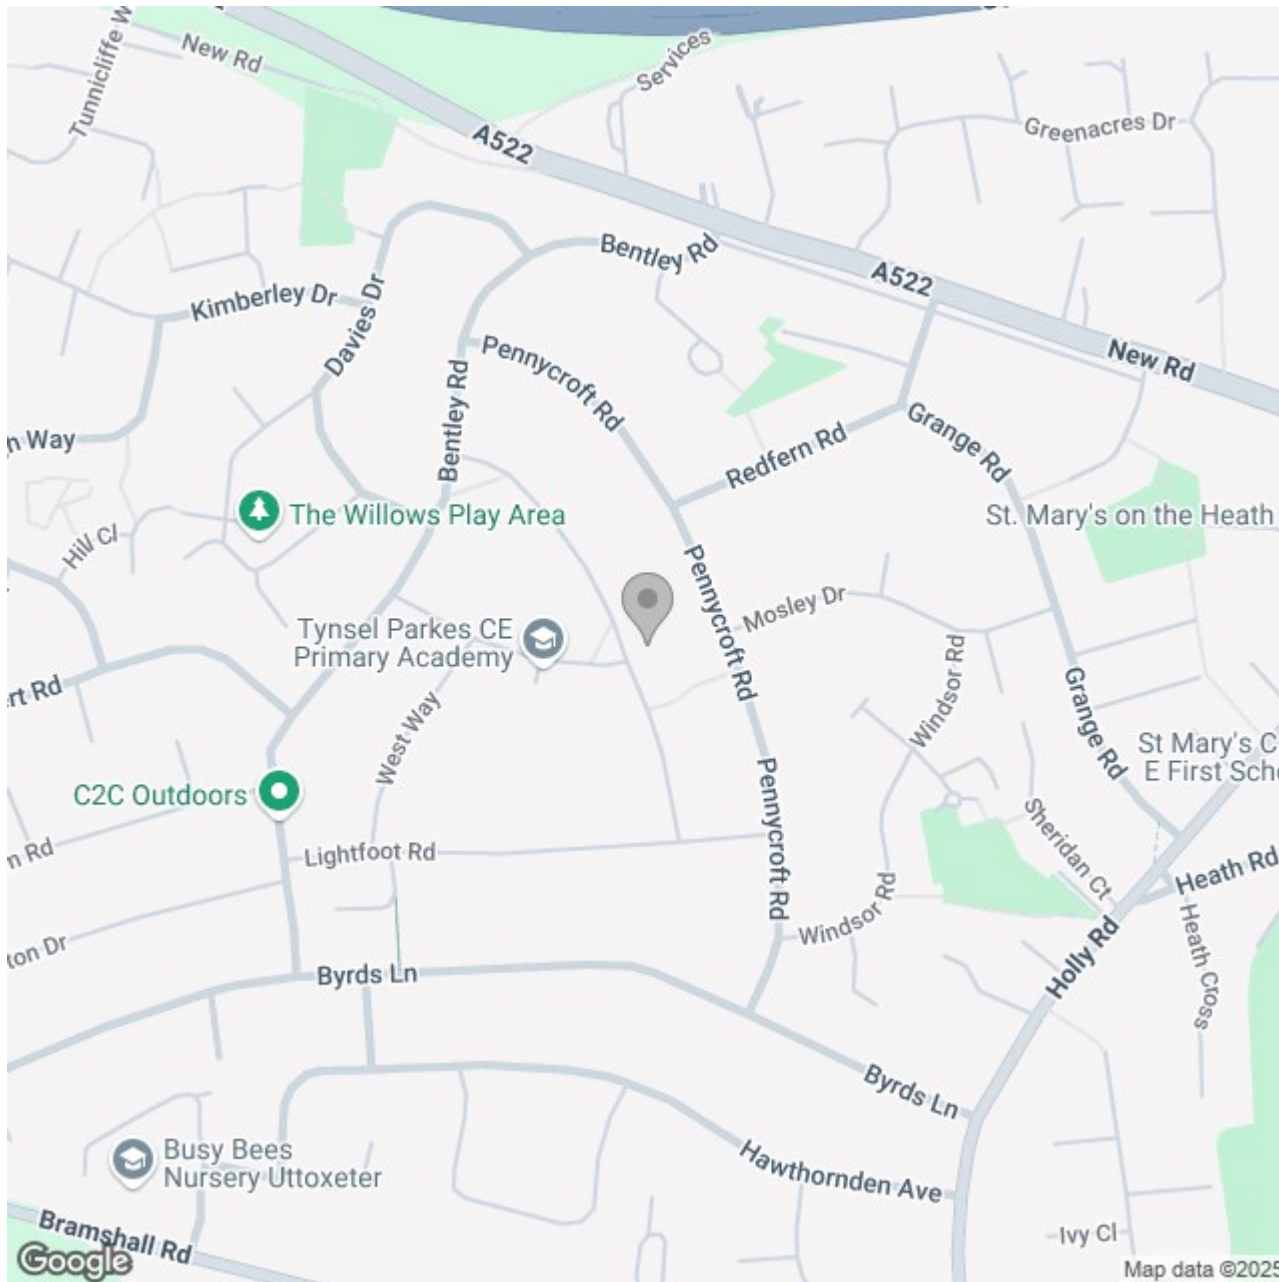 New Rd
Tunnicliffe W
Services
A522
Greenacres Dr
Bentley Rd
A522
Kimberley Dr
Davies Dr
New Rd
Pennycroft Rd
Bentley Rd
n Way
Redfern Rd
Grange Rd
The Willows Play Area
St. Mary's on the Heath
Hill Cl
Pennycroft Rd
Mosley Dr
Tynsel Parkes CE
Primary Academy
Windsor Rd
rt Rd
Grange Rd
West Way
St Mary's C
E First Scho
C2C Outdoors
Pennycroft Rd
Sheridan Ct
n Rd
Lightfoot Rd
Heath Rd
Windsor Rd
ton Dr
Holly Rd
Heath Cross
Byrds Ln
Byrds Ln
Busy Bees
Nursery Uttoxeter
Hawthornden Ave
Bramshall Rd
Ivy Cl
Google
Map data ©2025